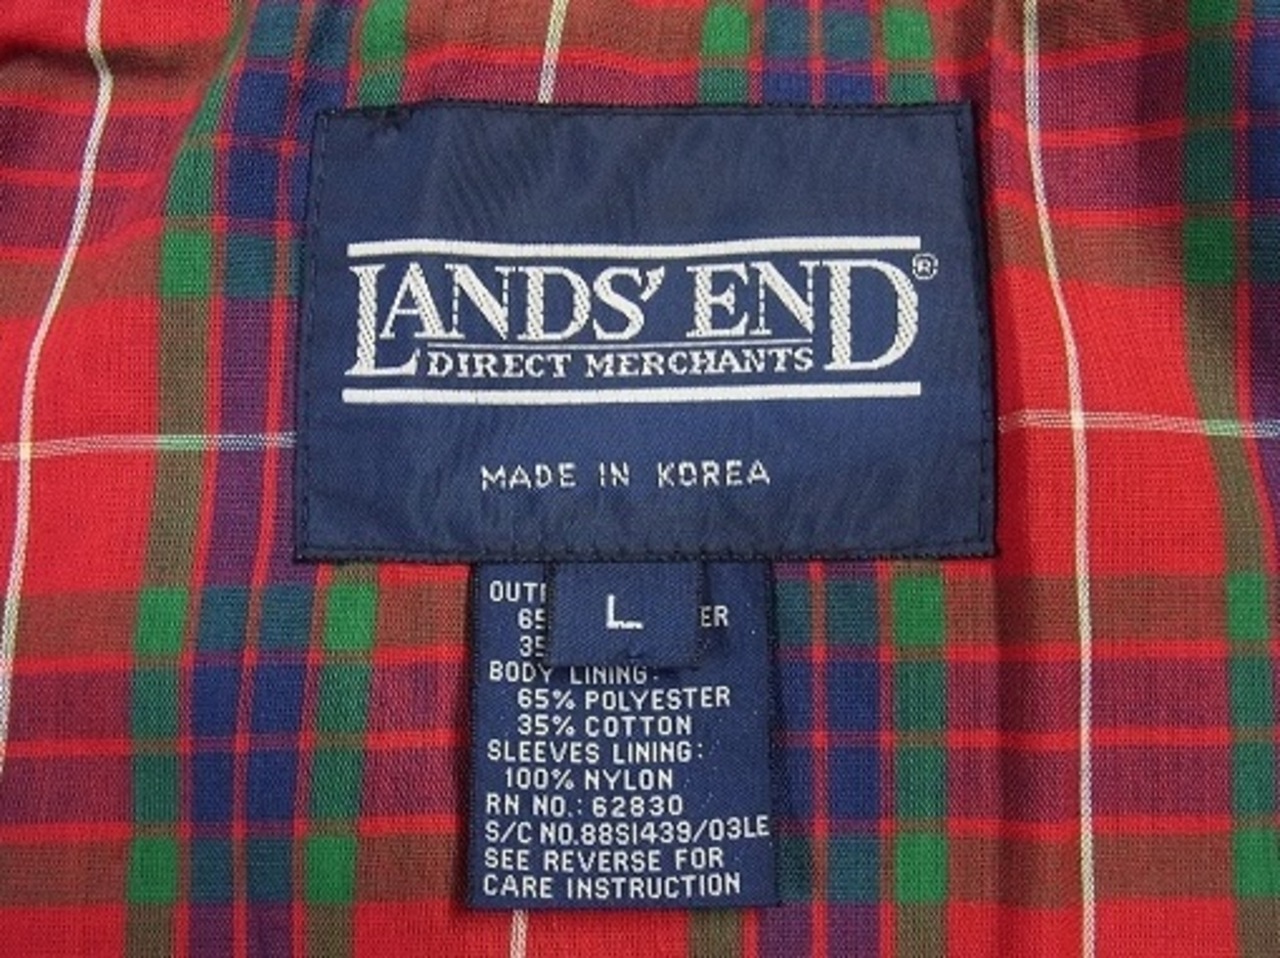 LANDS' END®
DIRECT MERCHANTS
MADE IN KOREA
L
BODY LINING:
65% POLYESTER
35% COTTON
SLEEVES LINING:
100% NYLON
RN NO.: 62830
S/C NO.88S1439/03LE
SEE REVERSE FOR
CARE INSTRUCTION